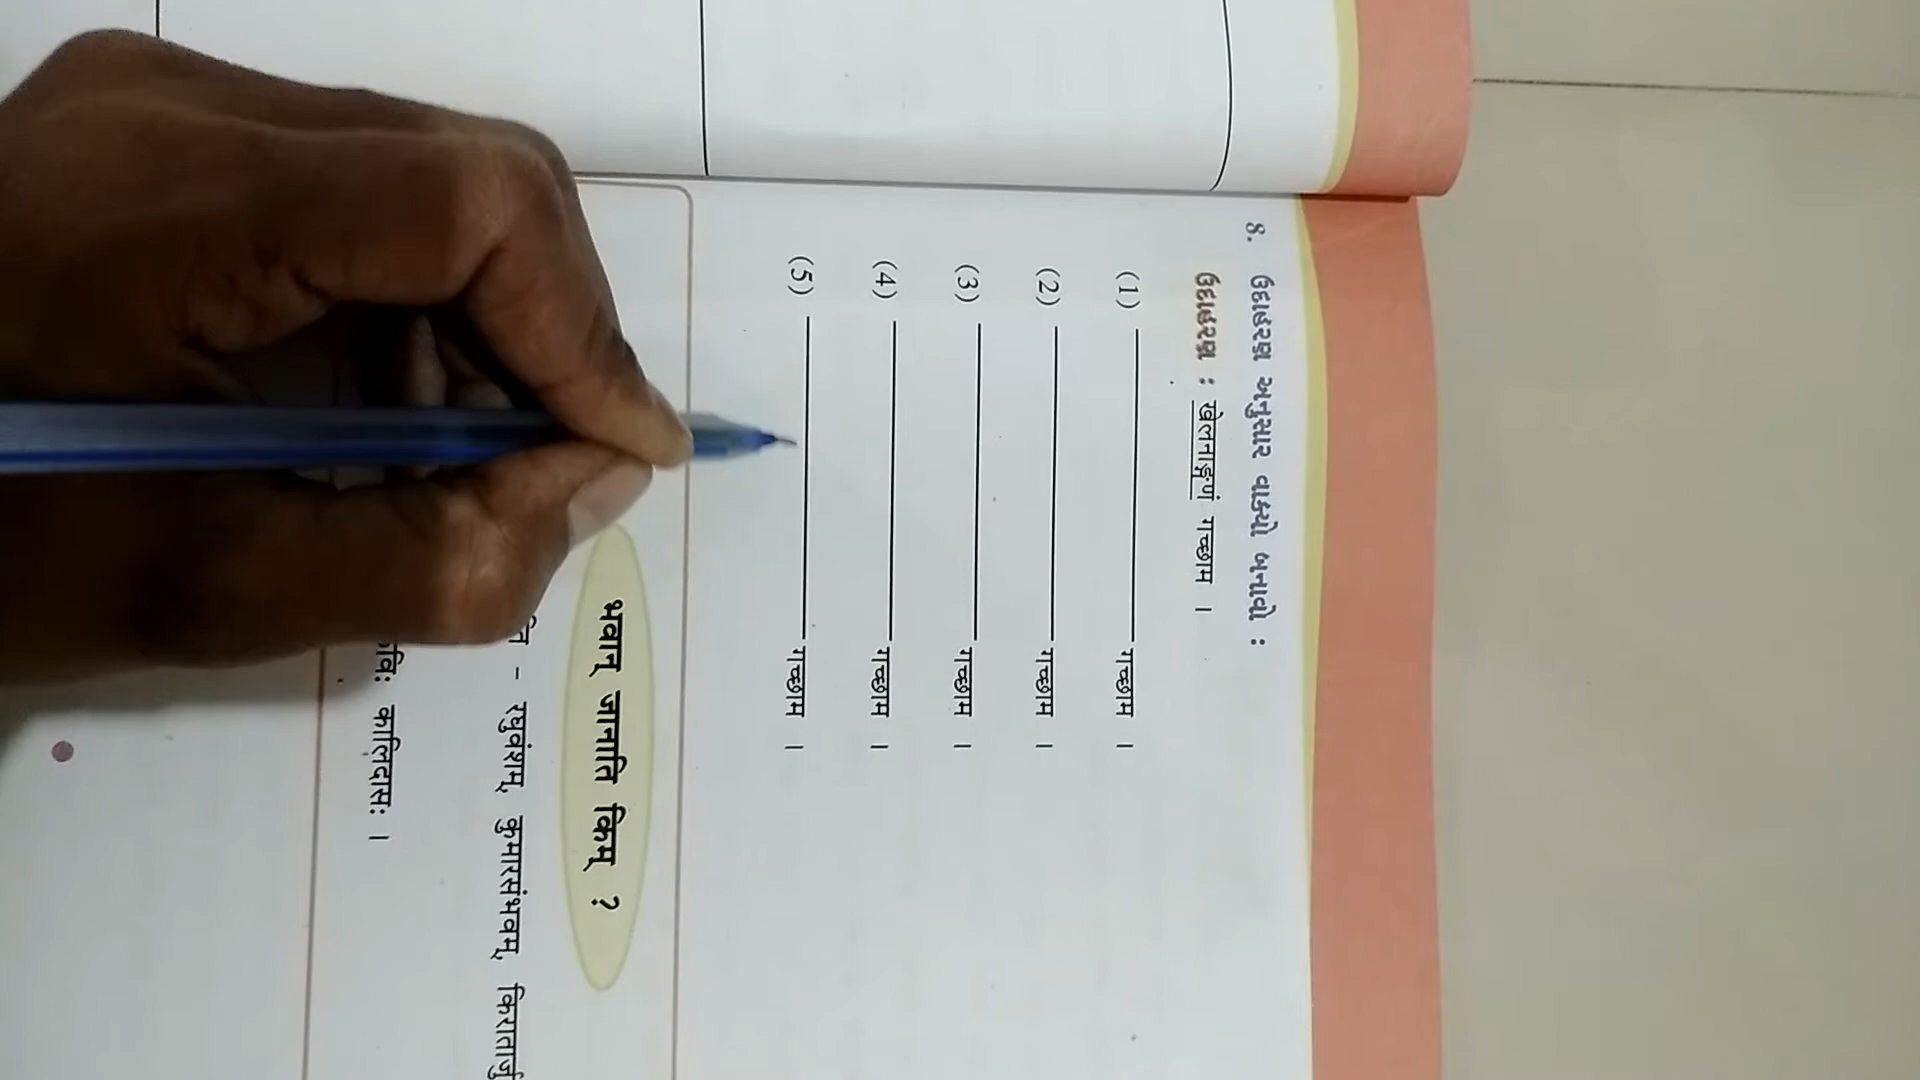 8. ઉદાહરણ અનુસાર વાક્યો બનાવો :
ઉદાહરણ : खेलनाङ्गणं गच्छाम ।
(1) गच्छाम ।
(2) गच्छाम ।
(3) गच्छाम ।
(4) गच्छाम ।
(5) गच्छाम ।
भवान् जानाति किम् ?
- रघुवंशम्, कुमारसंभवम्,
कालिदासः ।